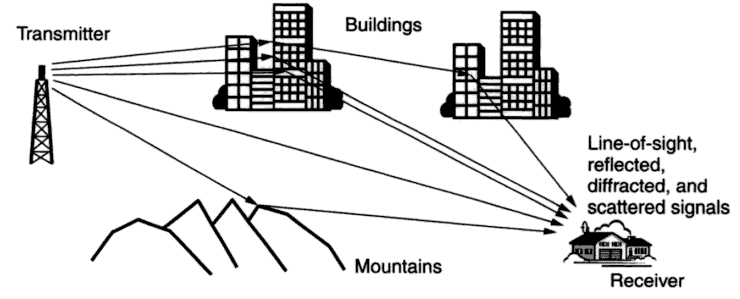 Transmitter
Buildings
Line-of-sight,
reflected,
diffracted, and
scattered signals
Mountains
Receiver